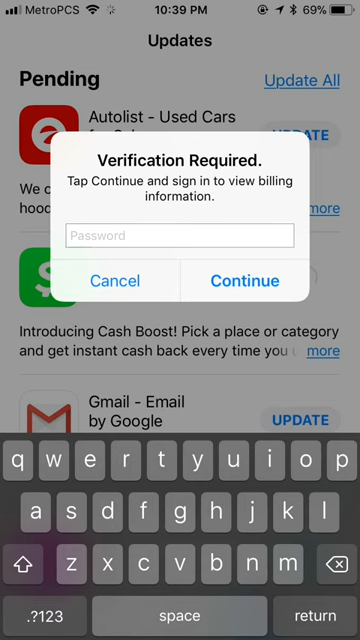 MetroPCS 10:39 PM 69%
Updates
Pending Update All
Autolist - Used Cars
UPDATE
Verification Required.
Tap Continue and sign in to view billing
information.
Password
Cancel Continue
We c
hood more
Introducing Cash Boost! Pick a place or category
and get instant cash back every time you more
Gmail - Email
by Google
UPDATE
q w e r t y u i o p
a s d f g h j k l
z x c v b n m
.?123 space return